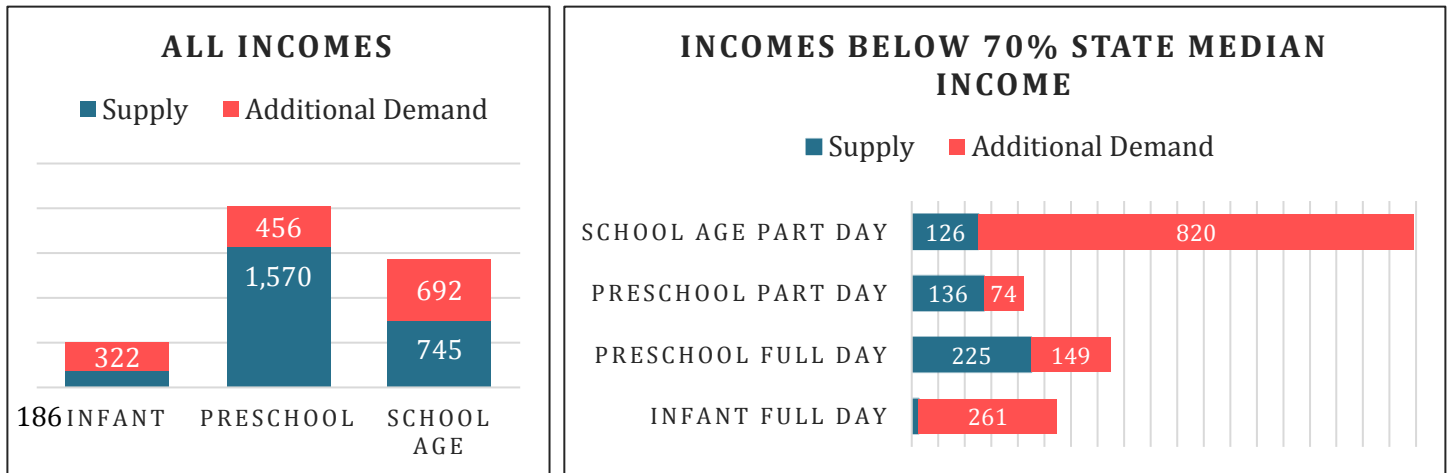 ALL INCOMES
Supply Additional Demand
456
1,570
692
322
745
186 INFANT PRESCHOOL SCHOOL
AGE
INCOMES BELOW 70% STATE MEDIAN
INCOME
Supply Additional Demand
SCHOOL AGE PART DAY 126 820
PRESCHOOL PART DAY 136 74
PRESCHOOL FULL DAY 225 149
INFANT FULL DAY 261